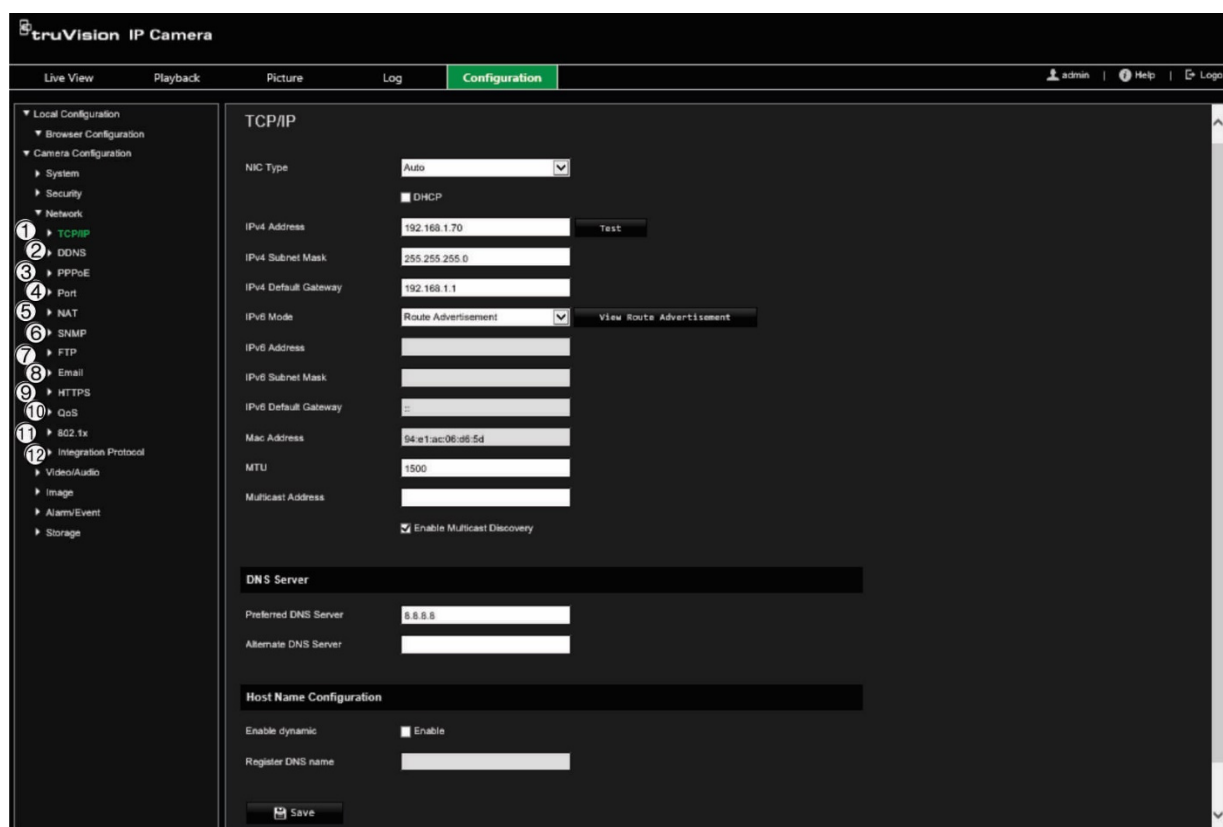 truVision IP Camera
Live View Playback Picture Log Configuration admin | Help | Logo
▼ Local Configuration
▼ Browser Configuration
▼ Camera Configuration
▶ System
▶ Security
▼ Network
① ▶ TCP/IP
② ▶ DDNS
③ ▶ PPPoE
④ ▶ Port
⑤ ▶ NAT
⑥ ▶ SNMP
⑦ ▶ FTP
⑧ ▶ Email
⑨ ▶ HTTPS
⑩ ▶ QoS
⑪ ▶ 802.1x
⑫ ▶ Integration Protocol
▶ Video/Audio
▶ Image
▶ Alarm/Event
▶ Storage
TCP/IP
NIC Type Auto
DHCP
IPv4 Address 192.168.1.70 Test
IPv4 Subnet Mask 255.255.255.0
IPv4 Default Gateway 192.168.1.1
IPv6 Mode Route Advertisement View Route Advertisement
IPv6 Address
IPv6 Subnet Mask
IPv6 Default Gateway ::
Mac Address 94:e1:ac:06:d6:5d
MTU 1500
Multicast Address
Enable Multicast Discovery
DNS Server
Preferred DNS Server 8.8.8.8
Alternate DNS Server
Host Name Configuration
Enable dynamic Enable
Register DNS name
Save